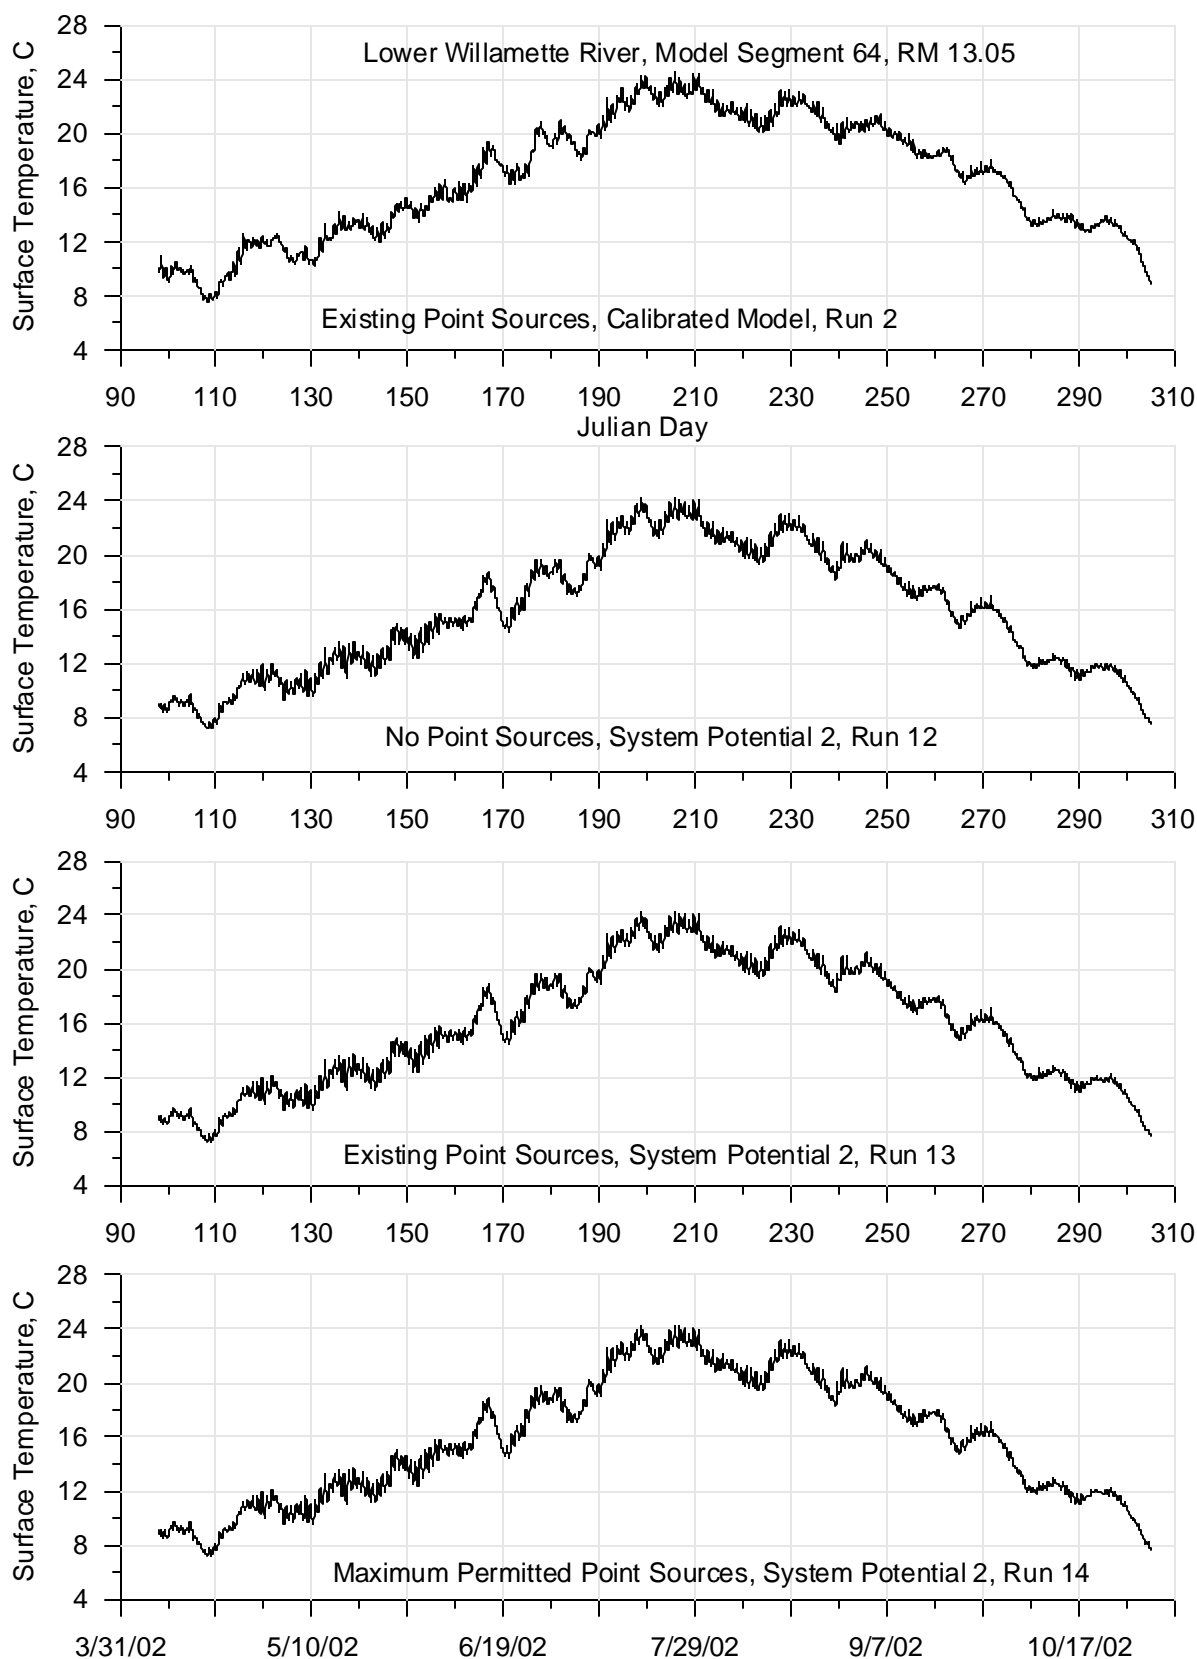 28
Lower Willamette River, Model Segment 64, RM 13.05
24
20
16
12
8
4
Surface Temperature, C
Existing Point Sources, Calibrated Model, Run 2
90 110 130 150 170 190 210 230 250 270 290 310
Julian Day
28
24
20
16
12
8
4
Surface Temperature, C
No Point Sources, System Potential 2, Run 12
90 110 130 150 170 190 210 230 250 270 290 310
28
24
20
16
12
8
4
Surface Temperature, C
Existing Point Sources, System Potential 2, Run 13
90 110 130 150 170 190 210 230 250 270 290 310
28
24
20
16
12
8
4
Surface Temperature, C
Maximum Permitted Point Sources, System Potential 2, Run 14
3/31/02 5/10/02 6/19/02 7/29/02 9/7/02 10/17/02